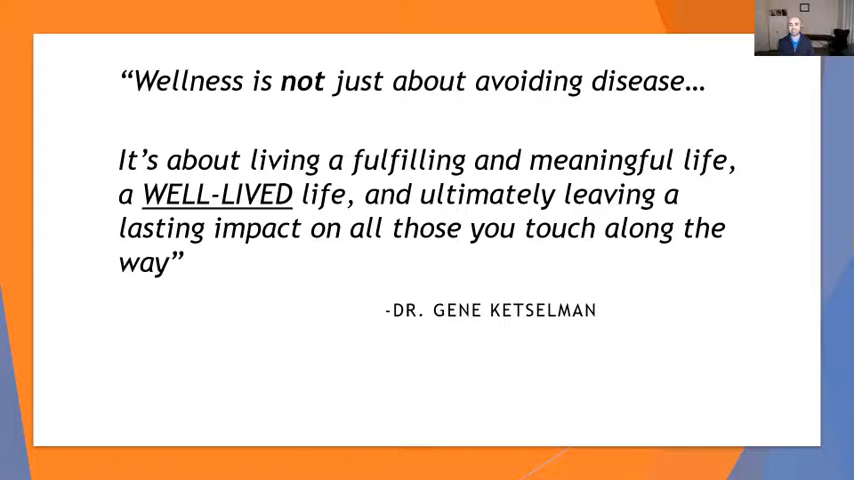 “Wellness is not just about avoiding disease…
It’s about living a fulfilling and meaningful life,
a WELL-LIVED life, and ultimately leaving a
lasting impact on all those you touch along the
way”
-DR. GENE KETSELMAN